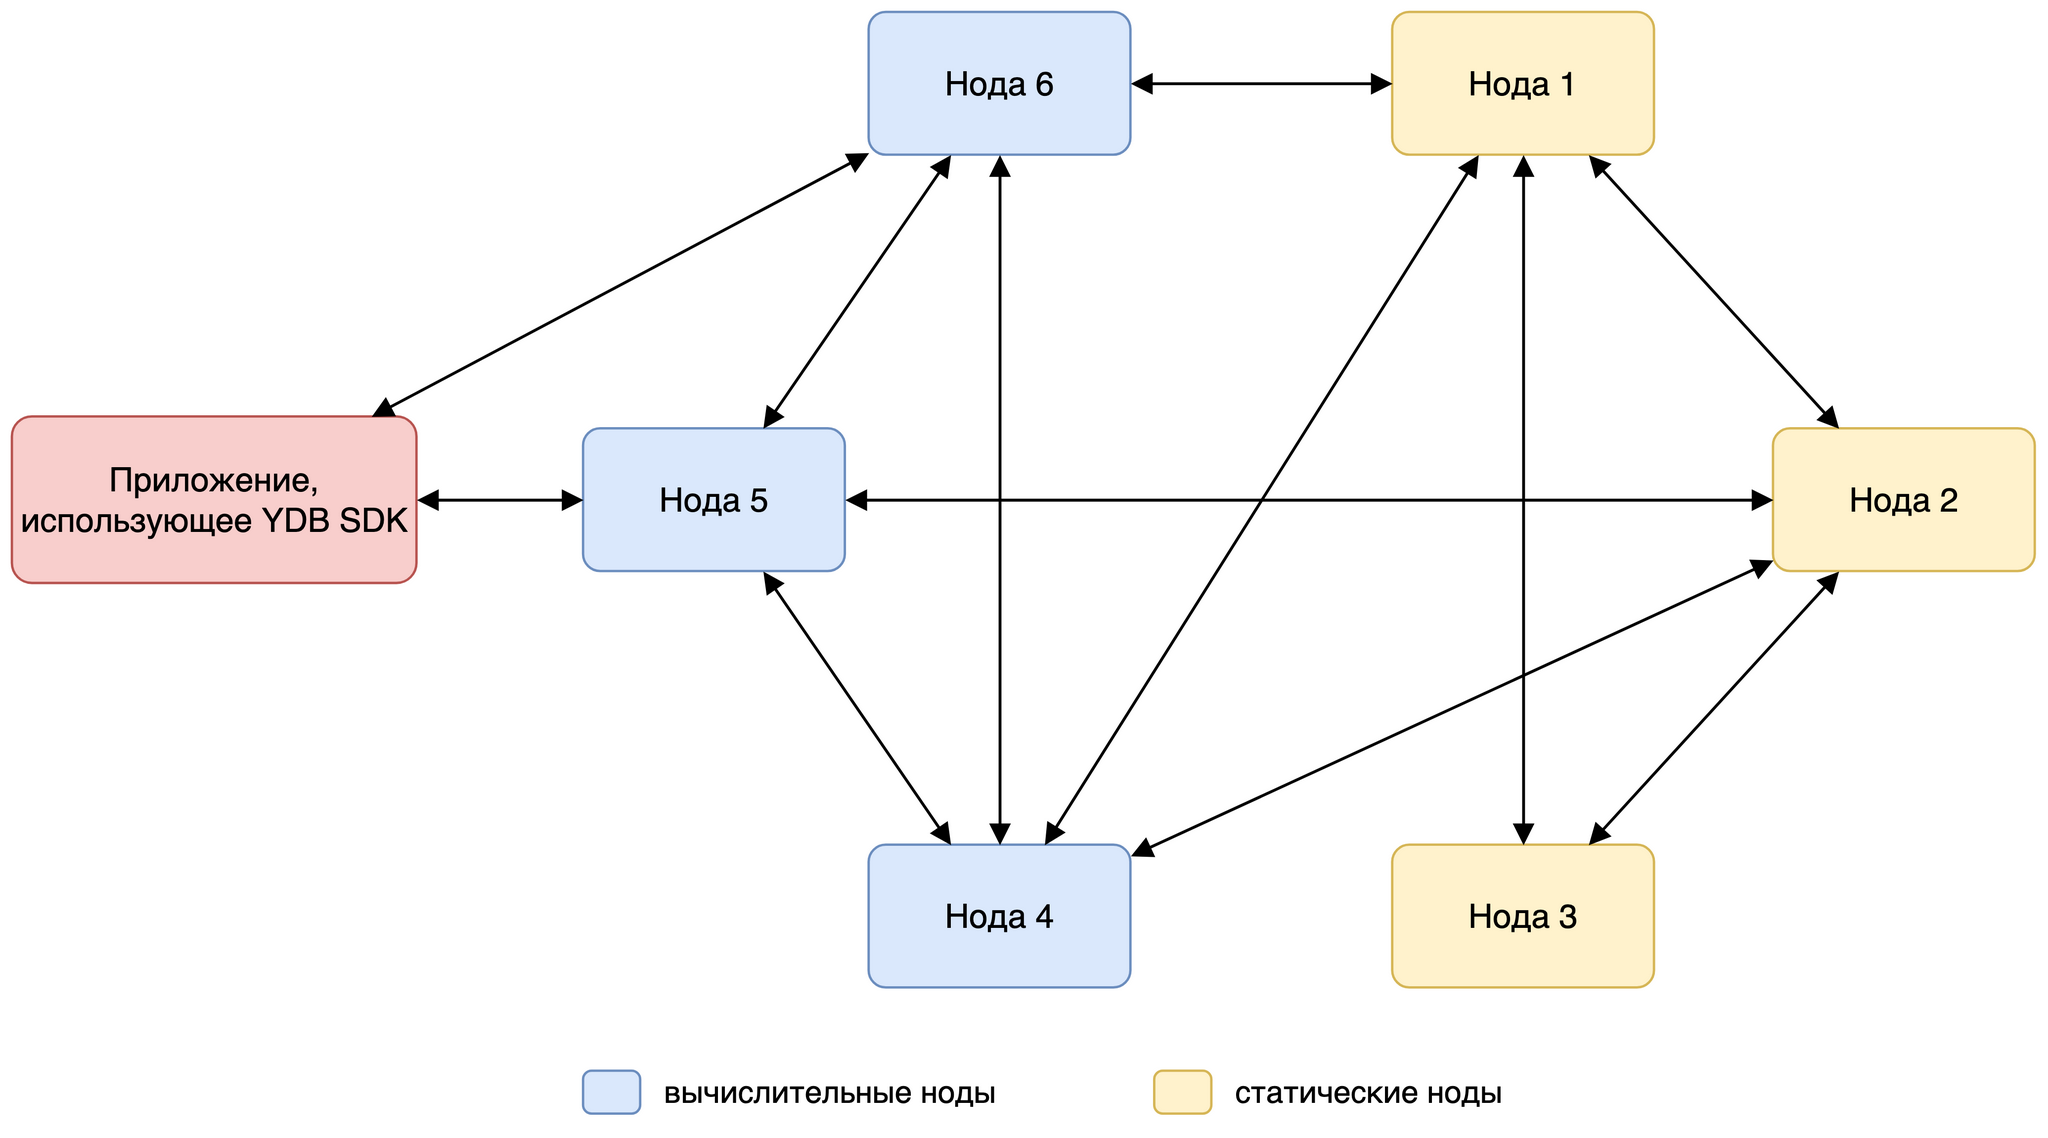 Нода 6
Нода 1
Приложение,
использующее YDB SDK
Нода 5
Нода 2
Нода 4
Нода 3
вычислительные ноды
статические ноды